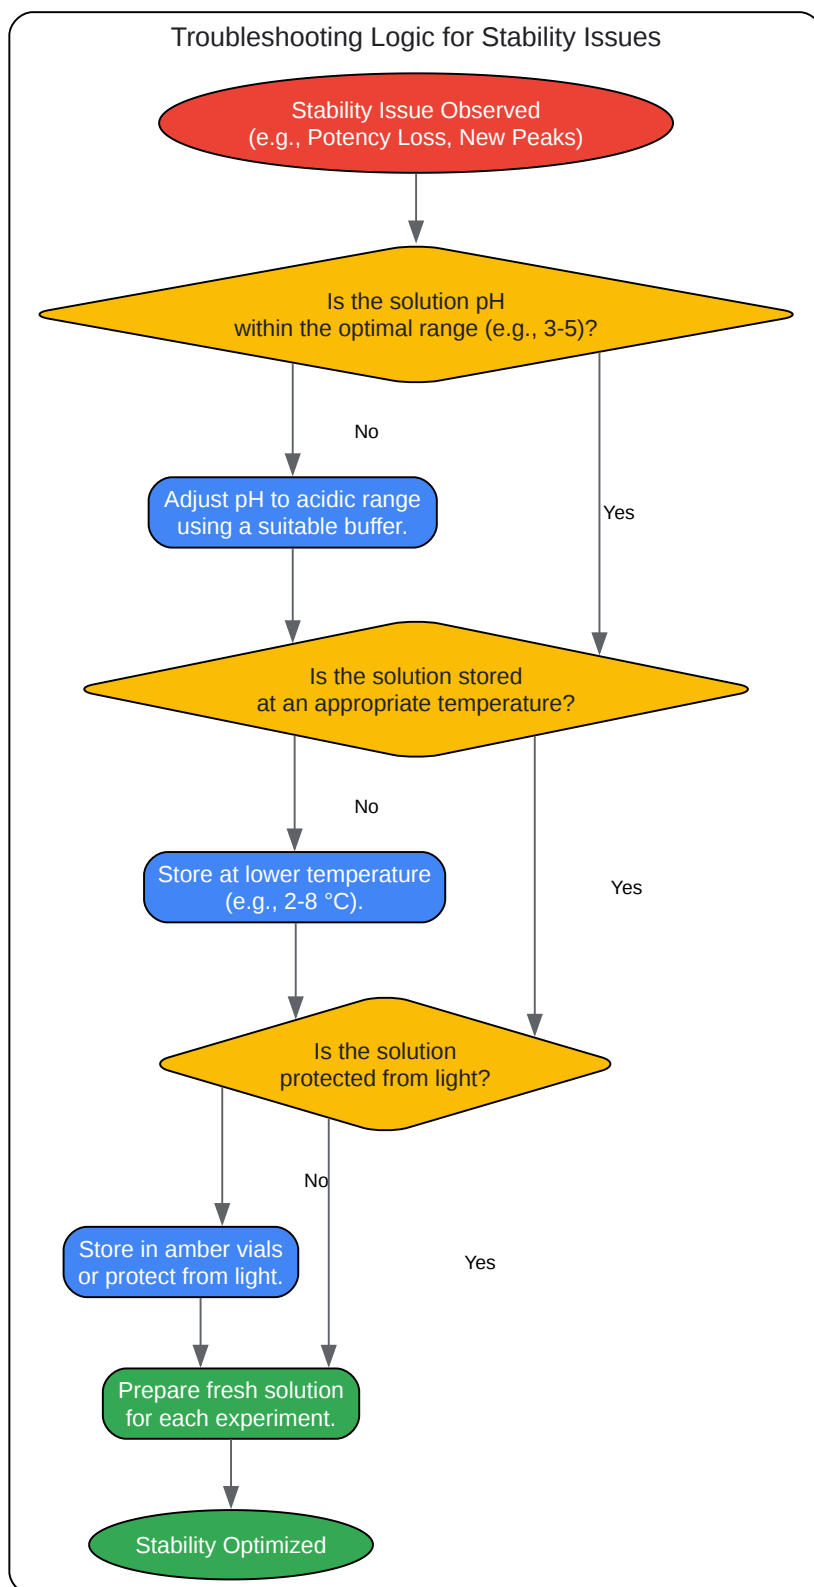 Troubleshooting Logic for Stability Issues
Stability Issue Observed
(e.g., Potency Loss, New Peaks)
Is the solution pH
within the optimal range (e.g., 3-5)?
No
Adjust pH to acidic range
using a suitable buffer.
Yes
Is the solution stored
at an appropriate temperature?
No
Store at lower temperature
(e.g., 2-8 °C).
Yes
Is the solution
protected from light?
No
Store in amber vials
or protect from light.
Yes
Prepare fresh solution
for each experiment.
Stability Optimized